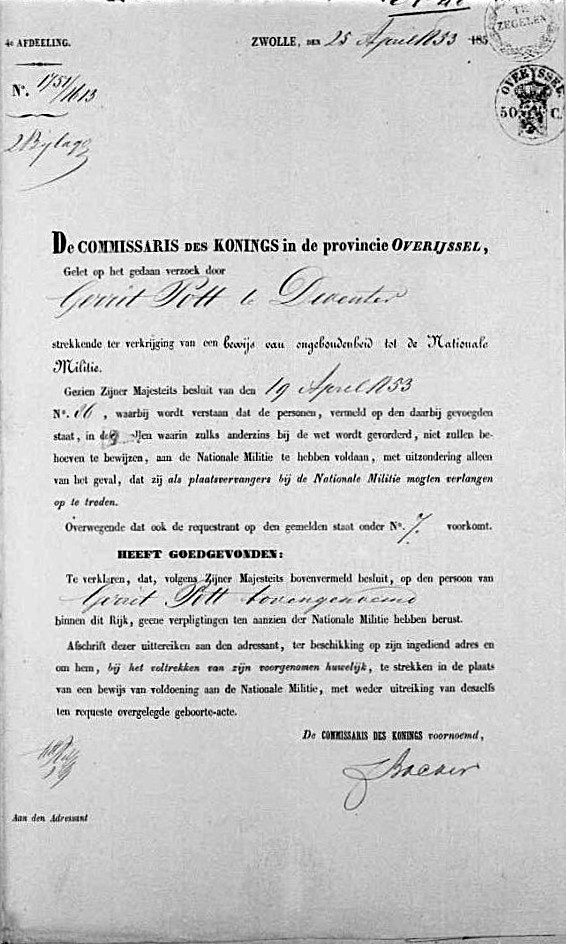 TE
ZEGELEN
4e AFDEELING.
ZWOLLE, DEN 25 April 1853 185
No. 1751/1613
OVERYSSEL
50 C.
2 Bijlage
De COMMISSARIS DES KONINGS in de provincie OVERIJSSEL,
Gelet op het gedaan verzoek door
Gerrit Pott te Deventer
strekkende ter verkrijging van een bewijs van ongehoudenheid tot de Nationale
Militie.
Gezien Zijner Majesteits besluit van den 19 April 1853
No. 86, waarbij wordt verstaan dat de personen, vermeld op den daarbij gevoegden
staat, in de allen waarin zulks anderzins bij de wet wordt gevorderd, niet zullen be-
hoeven te bewijzen, aan de Nationale Militie te hebben voldaan, met uitzondering alleen
van het geval, dat zij als plaatsvervangers bij de Nationale Militie mogten verlangen
op te treden.
Overwegende dat ook de requestrant op den gemelden staat onder No. 7. voorkomt.
HEEFT GOEDGEVONDEN:
Te verklaren, dat, volgens Zijner Majesteits bovenvermeld besluit, op den persoon van
Gerrit Pott bovengenoemd
binnen dit Rijk, geene verpligtingen ten aanzien der Nationale Militie hebben berust.
Afschrift dezer uittereiken aan den adressant, ter beschikking op zijn ingediend adres en
om hem, bij het voltrekken van zijn voorgenomen huwelijk, te strekken in de plaats
van een bewijs van voldoening aan de Nationale Militie, met weder uitreiking van deszelfs
ten requeste overgelegde geboorte-acte.
De COMMISSARIS DES KONINGS voornoemd,
Aan den Adressant